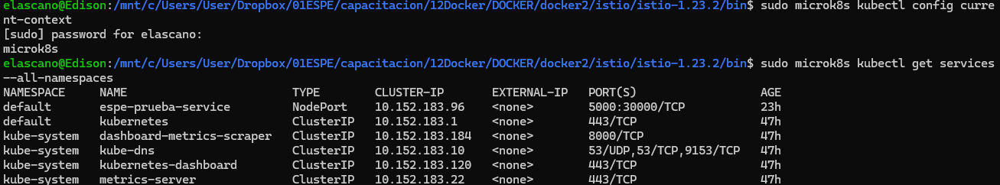 elascano@Edison:/mnt/c/Users/User/Dropbox/01ESPE/capacitacion/12Docker/DOCKER/docker2/istio/istio-1.23.2/bin$ sudo microk8s kubectl config curre
nt-context
[sudo] password for elascano:
microk8s
elascano@Edison:/mnt/c/Users/User/Dropbox/01ESPE/capacitacion/12Docker/DOCKER/docker2/istio/istio-1.23.2/bin$ sudo microk8s kubectl get services
--all-namespaces
NAMESPACE     NAME                        TYPE        CLUSTER-IP       EXTERNAL-IP   PORT(S)                  AGE
default       espe-prueba-service         NodePort    10.152.183.96    <none>        5000:30000/TCP           23h
default       kubernetes                  ClusterIP   10.152.183.1     <none>        443/TCP                  47h
kube-system   dashboard-metrics-scraper   ClusterIP   10.152.183.184   <none>        8000/TCP                 47h
kube-system   kube-dns                    ClusterIP   10.152.183.10    <none>        53/UDP,53/TCP,9153/TCP   47h
kube-system   kubernetes-dashboard        ClusterIP   10.152.183.120   <none>        443/TCP                  47h
kube-system   metrics-server              ClusterIP   10.152.183.22    <none>        443/TCP                  47h